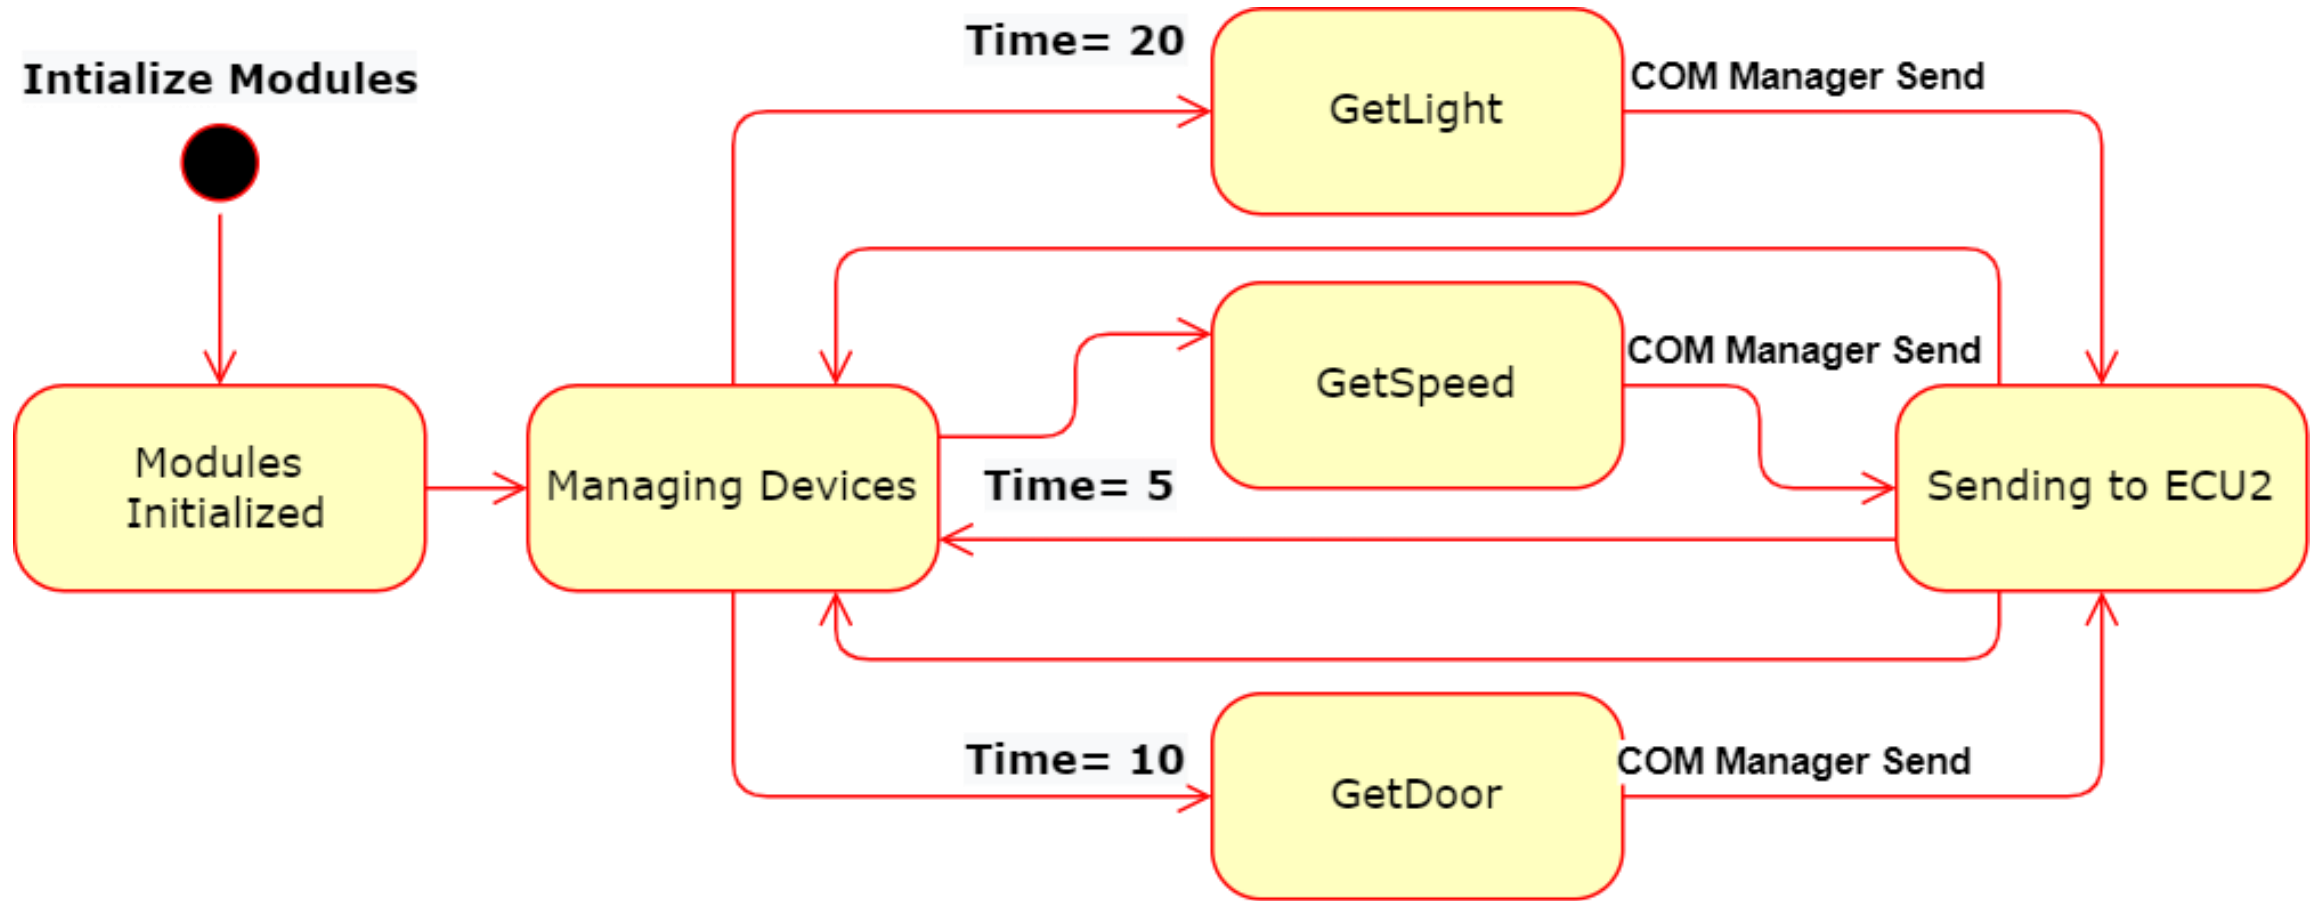 Intialize Modules
Time= 20
GetLight
COM Manager Send
GetSpeed
COM Manager Send
Modules
Initialized
Managing Devices
Time= 5
Sending to ECU2
Time= 10
GetDoor
COM Manager Send